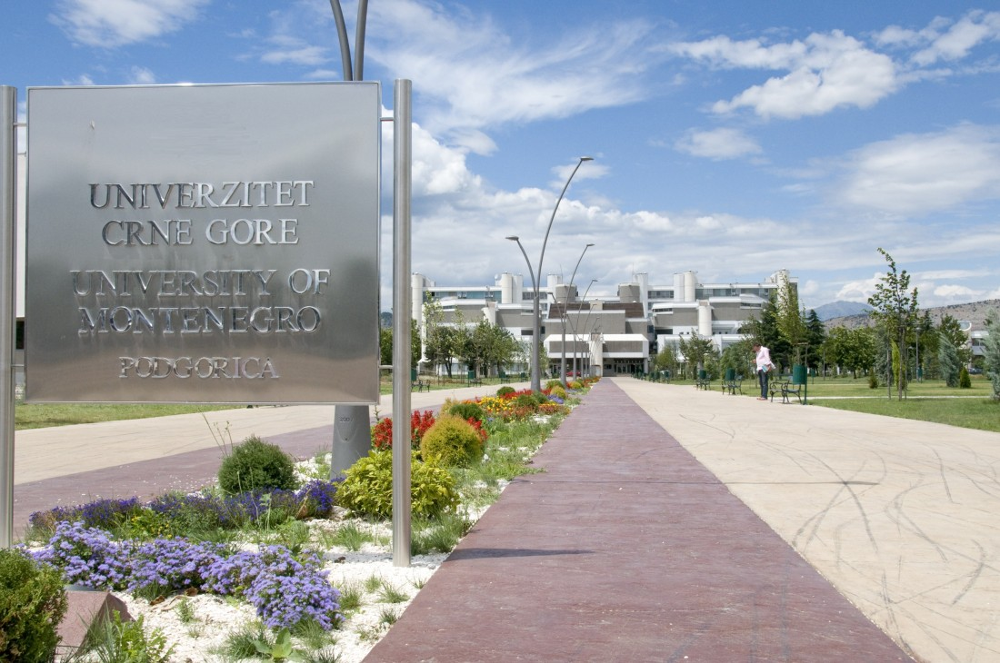 UNIVERZITET
CRNE GORE
UNIVERSITY OF
MONTENEGRO
PODGORICA